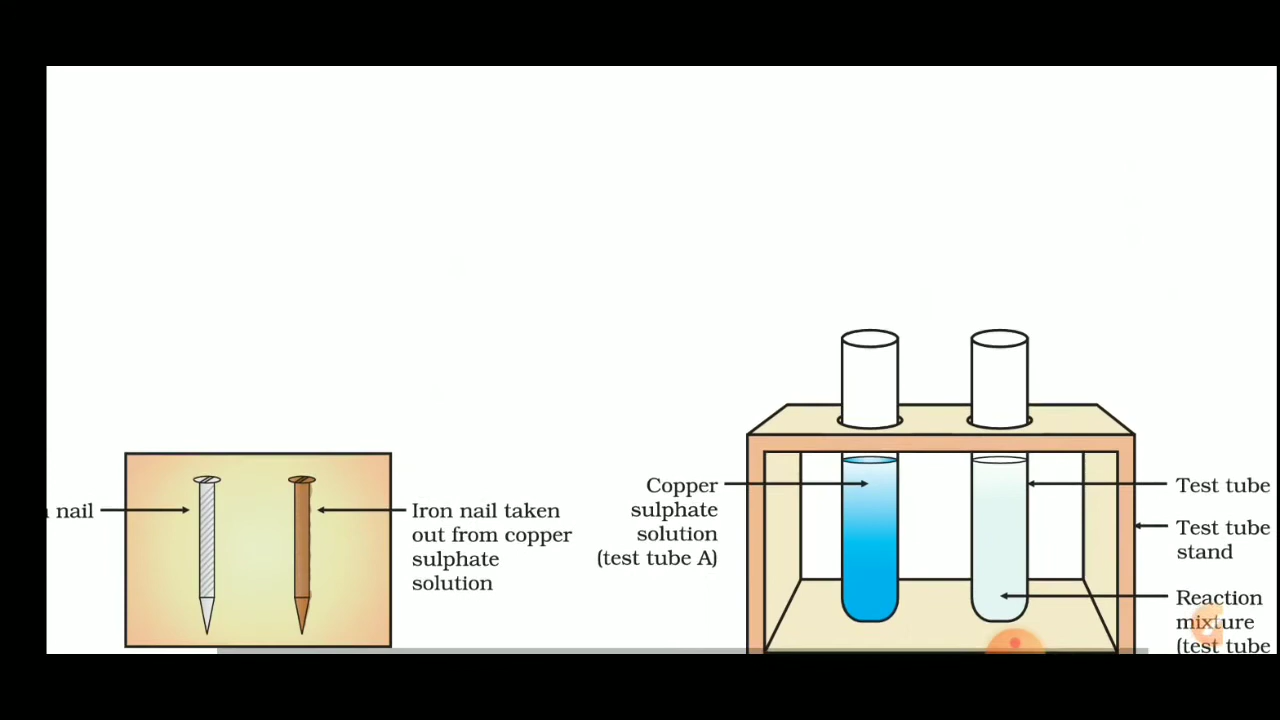 nail
Iron nail taken
out from copper
sulphate
solution
Copper
sulphate
solution
(test tube A)
Test tube
Test tube
stand
Reaction
mixture
(test tube